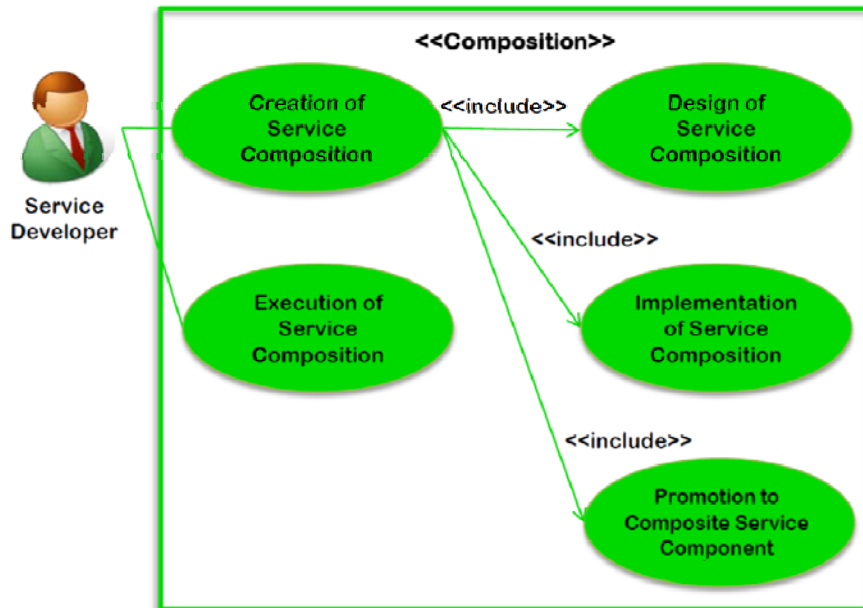 <<Composition>>
Creation of
Service
Composition
<<include>>
Design of
Service
Composition
Service
Developer
<<include>>
Execution of
Service
Composition
Implementation
of Service
Composition
<<include>>
Promotion to
Composite Service
Component